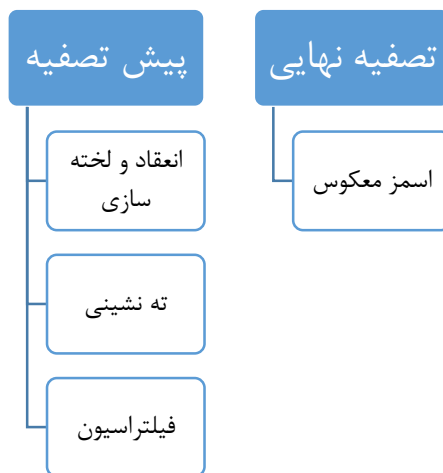 پیش تصفیه
انعقاد و لخته
سازی
ته نشینی
فیلتراسیون
تصفیه نهایی
اسمز معکوس